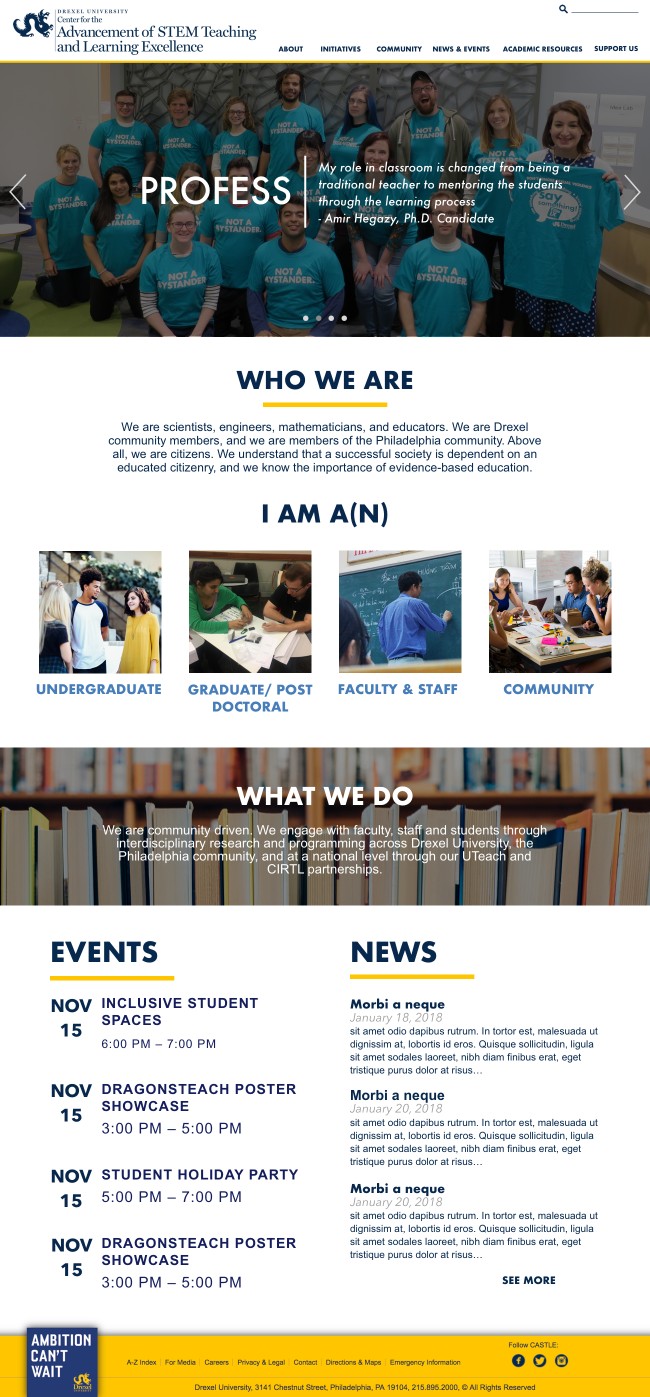 DREXEL UNIVERSITY
Center for the
Advancement of STEM Teaching
and Learning Excellence
ABOUT INITIATIVES COMMUNITY NEWS & EVENTS ACADEMIC RESOURCES SUPPORT US
NOT A
BYSTANDER.
NOT A
BYSTANDER.
NOT A
BYSTANDER.
say
something!
PROFESS
My role in classroom is changed from being a
traditional teacher to mentoring the students
through the learning process
- Amir Hegazy, Ph.D. Candidate
WHO WE ARE
We are scientists, engineers, mathematicians, and educators. We are Drexel
community members, and we are members of the Philadelphia community. Above
all, we are citizens. We understand that a successful society is dependent on an
educated citizenry, and we know the importance of evidence-based education.
I AM A(N)
UNDERGRADUATE
GRADUATE/ POST
DOCTORAL
FACULTY & STAFF
COMMUNITY
WHAT WE DO
We are community driven. We engage with faculty, staff and students through
interdisciplinary research and programming across Drexel University, the
Philadelphia community, and at a national level through our UTeach and
CIRTL partnerships.
EVENTS
NOV
15
INCLUSIVE STUDENT
SPACES
6:00 PM – 7:00 PM
NOV
15
DRAGONSTEACH POSTER
SHOWCASE
3:00 PM – 5:00 PM
NOV
15
STUDENT HOLIDAY PARTY
5:00 PM – 7:00 PM
NOV
15
DRAGONSTEACH POSTER
SHOWCASE
3:00 PM – 5:00 PM
NEWS
Morbi a neque
January 18, 2018
sit amet odio dapibus rutrum. In tortor est, malesuada ut
dignissim at, lobortis id eros. Quisque sollicitudin, ligula
sit amet sodales laoreet, nibh diam finibus erat, eget
tristique purus dolor at risus…
Morbi a neque
January 20, 2018
sit amet odio dapibus rutrum. In tortor est, malesuada ut
dignissim at, lobortis id eros. Quisque sollicitudin, ligula
sit amet sodales laoreet, nibh diam finibus erat, eget
tristique purus dolor at risus…
Morbi a neque
January 20, 2018
sit amet odio dapibus rutrum. In tortor est, malesuada ut
dignissim at, lobortis id eros. Quisque sollicitudin, ligula
sit amet sodales laoreet, nibh diam finibus erat, eget
tristique purus dolor at risus…
SEE MORE
AMBITION
CAN'T
WAIT
Drexel
A-Z Index | For Media | Careers | Privacy & Legal | Contact | Directions & Maps | Emergency Information
Follow CASTLE:
Drexel University, 3141 Chestnut Street, Philadelphia, PA 19104, 215.895.2000, © All Rights Reserved